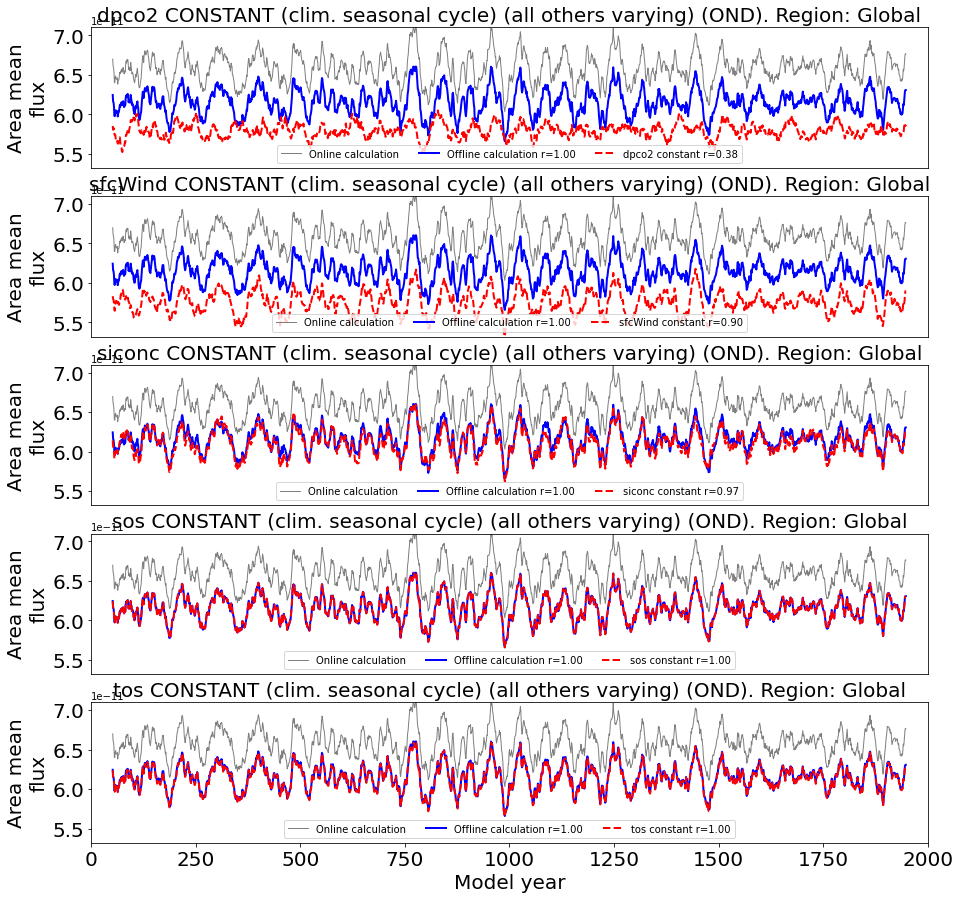 dpco2 CONSTANT (clim. seasonal cycle) (all others varying) (OND). Region: Global
1e−11
7.0
6.5
6.0
5.5
Area mean
flux
Online calculation Offline calculation r=1.00 dpco2 constant r=0.38
sfcWind CONSTANT (clim. seasonal cycle) (all others varying) (OND). Region: Global
1e−11
7.0
6.5
6.0
5.5
Area mean
flux
Online calculation Offline calculation r=1.00 sfcWind constant r=0.90
siconc CONSTANT (clim. seasonal cycle) (all others varying) (OND). Region: Global
1e−11
7.0
6.5
6.0
5.5
Area mean
flux
Online calculation Offline calculation r=1.00 siconc constant r=0.97
sos CONSTANT (clim. seasonal cycle) (all others varying) (OND). Region: Global
1e−11
7.0
6.5
6.0
5.5
Area mean
flux
Online calculation Offline calculation r=1.00 sos constant r=1.00
tos CONSTANT (clim. seasonal cycle) (all others varying) (OND). Region: Global
1e−11
7.0
6.5
6.0
5.5
Area mean
flux
Online calculation Offline calculation r=1.00 tos constant r=1.00
0 250 500 750 1000 1250 1500 1750 2000
Model year